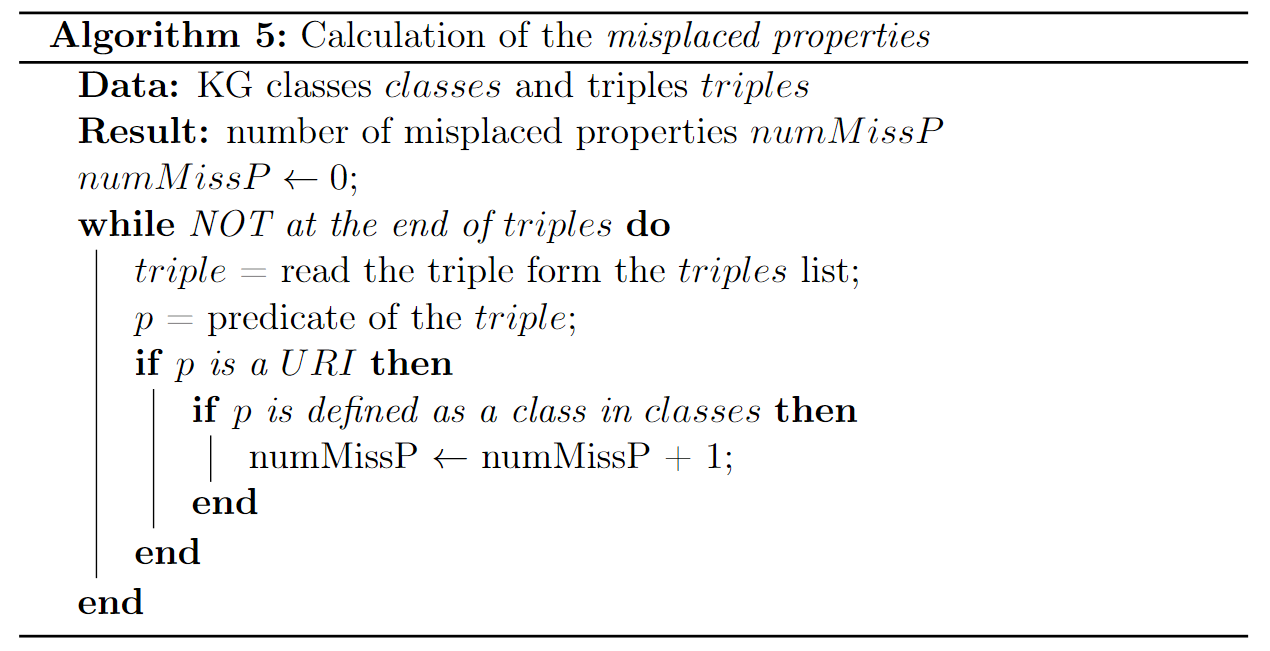 Algorithm 5: Calculation of the misplaced properties
Data: KG classes classes and triples triples
Result: number of misplaced properties numMissP
numMissP ← 0;
while NOT at the end of triples do
triple = read the triple form the triples list;
p = predicate of the triple;
if p is a URI then
if p is defined as a class in classes then
numMissP ← numMissP + 1;
end
end
end